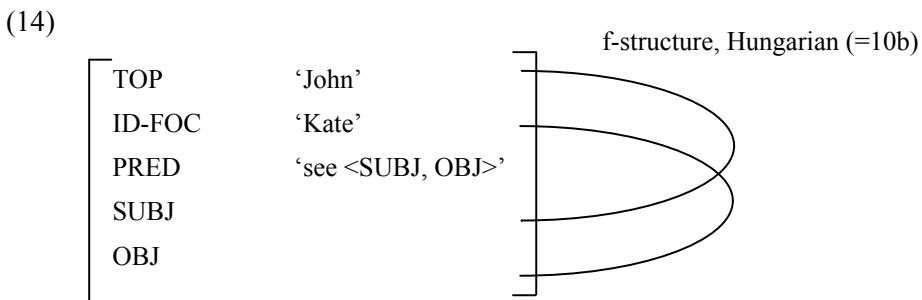 (14)
f-structure, Hungarian (=10b)
TOP ‘John’
ID-FOC ‘Kate’
PRED ‘see <SUBJ, OBJ>’
SUBJ
OBJ